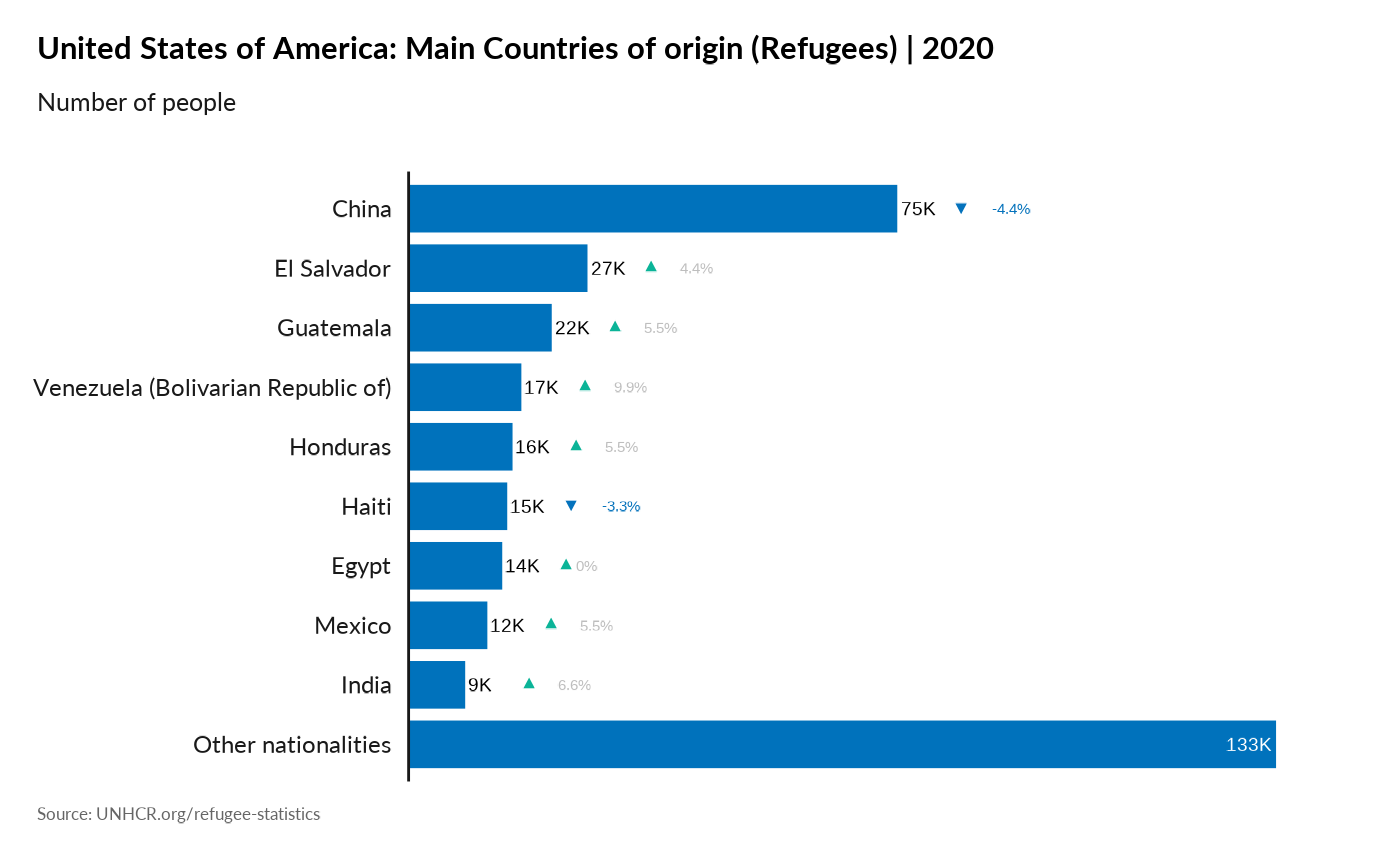 United States of America: Main Countries of origin (Refugees) | 2020
Number of people
China 75K ▼ -4.4%
El Salvador 27K ▲ 4.4%
Guatemala 22K ▲ 5.5%
Venezuela (Bolivarian Republic of) 17K ▲ 9.9%
Honduras 16K ▲ 5.5%
Haiti 15K ▼ -3.3%
Egypt 14K ▲ 0%
Mexico 12K ▲ 5.5%
India 9K ▲ 6.6%
Other nationalities 133K
Source: UNHCR.org/refugee-statistics